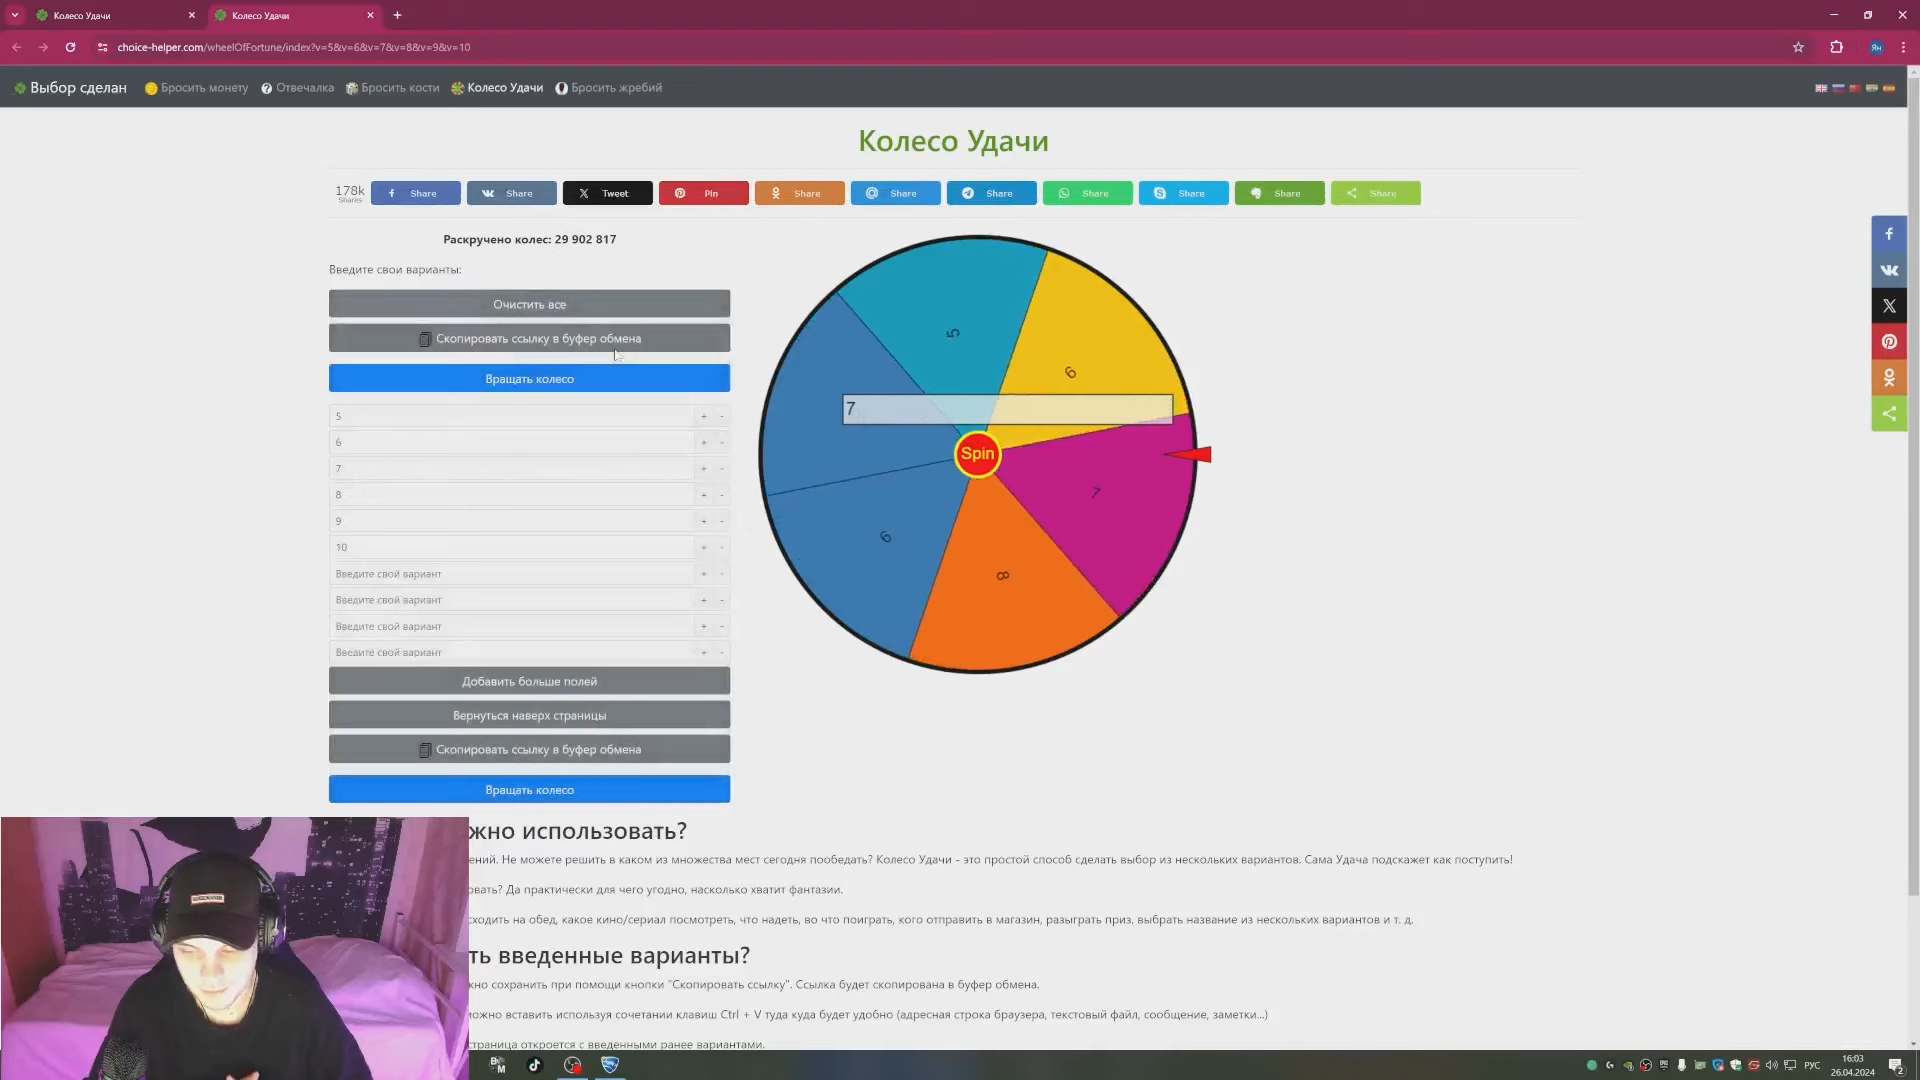 Колесо Удачи
Колесо Удачи
choice-helper.com/wheelOfFortune/index?v=5&v=6&v=7&v=8&v=9&v=10
Ян
Выбор сделан
Бросить монету
Отвечалка
Бросить кости
Колесо Удачи
Бросить жребий
Колесо Удачи
178k
Shares
Share
Share
Tweet
Pin
Share
Share
Share
Share
Share
Share
Share
Раскручено колес: 29 902 817
Введите свои варианты:
Очистить все
Скопировать ссылку в буфер обмена
Вращать колесо
5 + -
6 + -
7 + -
8 + -
9 + -
10 + -
Введите свой вариант + -
Введите свой вариант + -
Введите свой вариант + -
Введите свой вариант + -
Добавить больше полей
Вернуться наверх страницы
Скопировать ссылку в буфер обмена
Вращать колесо
5
6
7
Spin
7
9
8
жно использовать?
ений. Не можете решить в каком из множества мест сегодня пообедать? Колесо Удачи - это простой способ сделать выбор из нескольких вариантов. Сама Удача подскажет как поступить!
овать? Да практически для чего угодно, насколько хватит фантазии.
сходить на обед, какое кино/сериал посмотреть, что надеть, во что поиграть, кого отправить в магазин, разыграть приз, выбрать название из нескольких вариантов и т. д.
ть введенные варианты?
жно сохранить при помощи кнопки "Скопировать ссылку". Ссылка будет скопирована в буфер обмена.
можно вставить используя сочетании клавиш Ctrl + V туда куда будет удобно (адресная строка браузера, текстовый файл, сообщение, заметки...)
страница откроется с введенными ранее вариантами.
РУС
16:03
26.04.2024
2